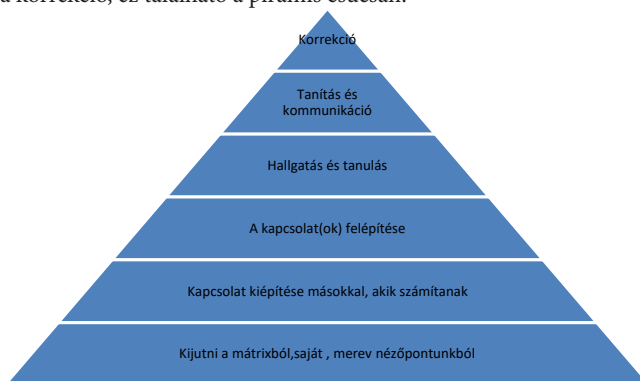 a korrekció, ez található a piramis csúcsán.
Korrekció
Tanítás és
kommunikáció
Hallgatás és tanulás
A kapcsolat(ok) felépítése
Kapcsolat kiépítése másokkal, akik számítanak
Kijutni a mátrixból,saját , merev nézőpontunkból